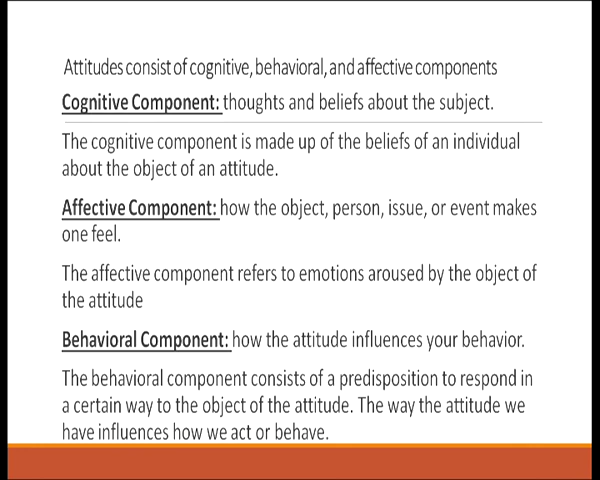 Attitudes consist of cognitive, behavioral, and affective components
Cognitive Component: thoughts and beliefs about the subject.
The cognitive component is made up of the beliefs of an individual
about the object of an attitude.
Affective Component: how the object, person, issue, or event makes
one feel.
The affective component refers to emotions aroused by the object of
the attitude
Behavioral Component: how the attitude influences your behavior.
The behavioral component consists of a predisposition to respond in
a certain way to the object of the attitude. The way the attitude we
have influences how we act or behave.